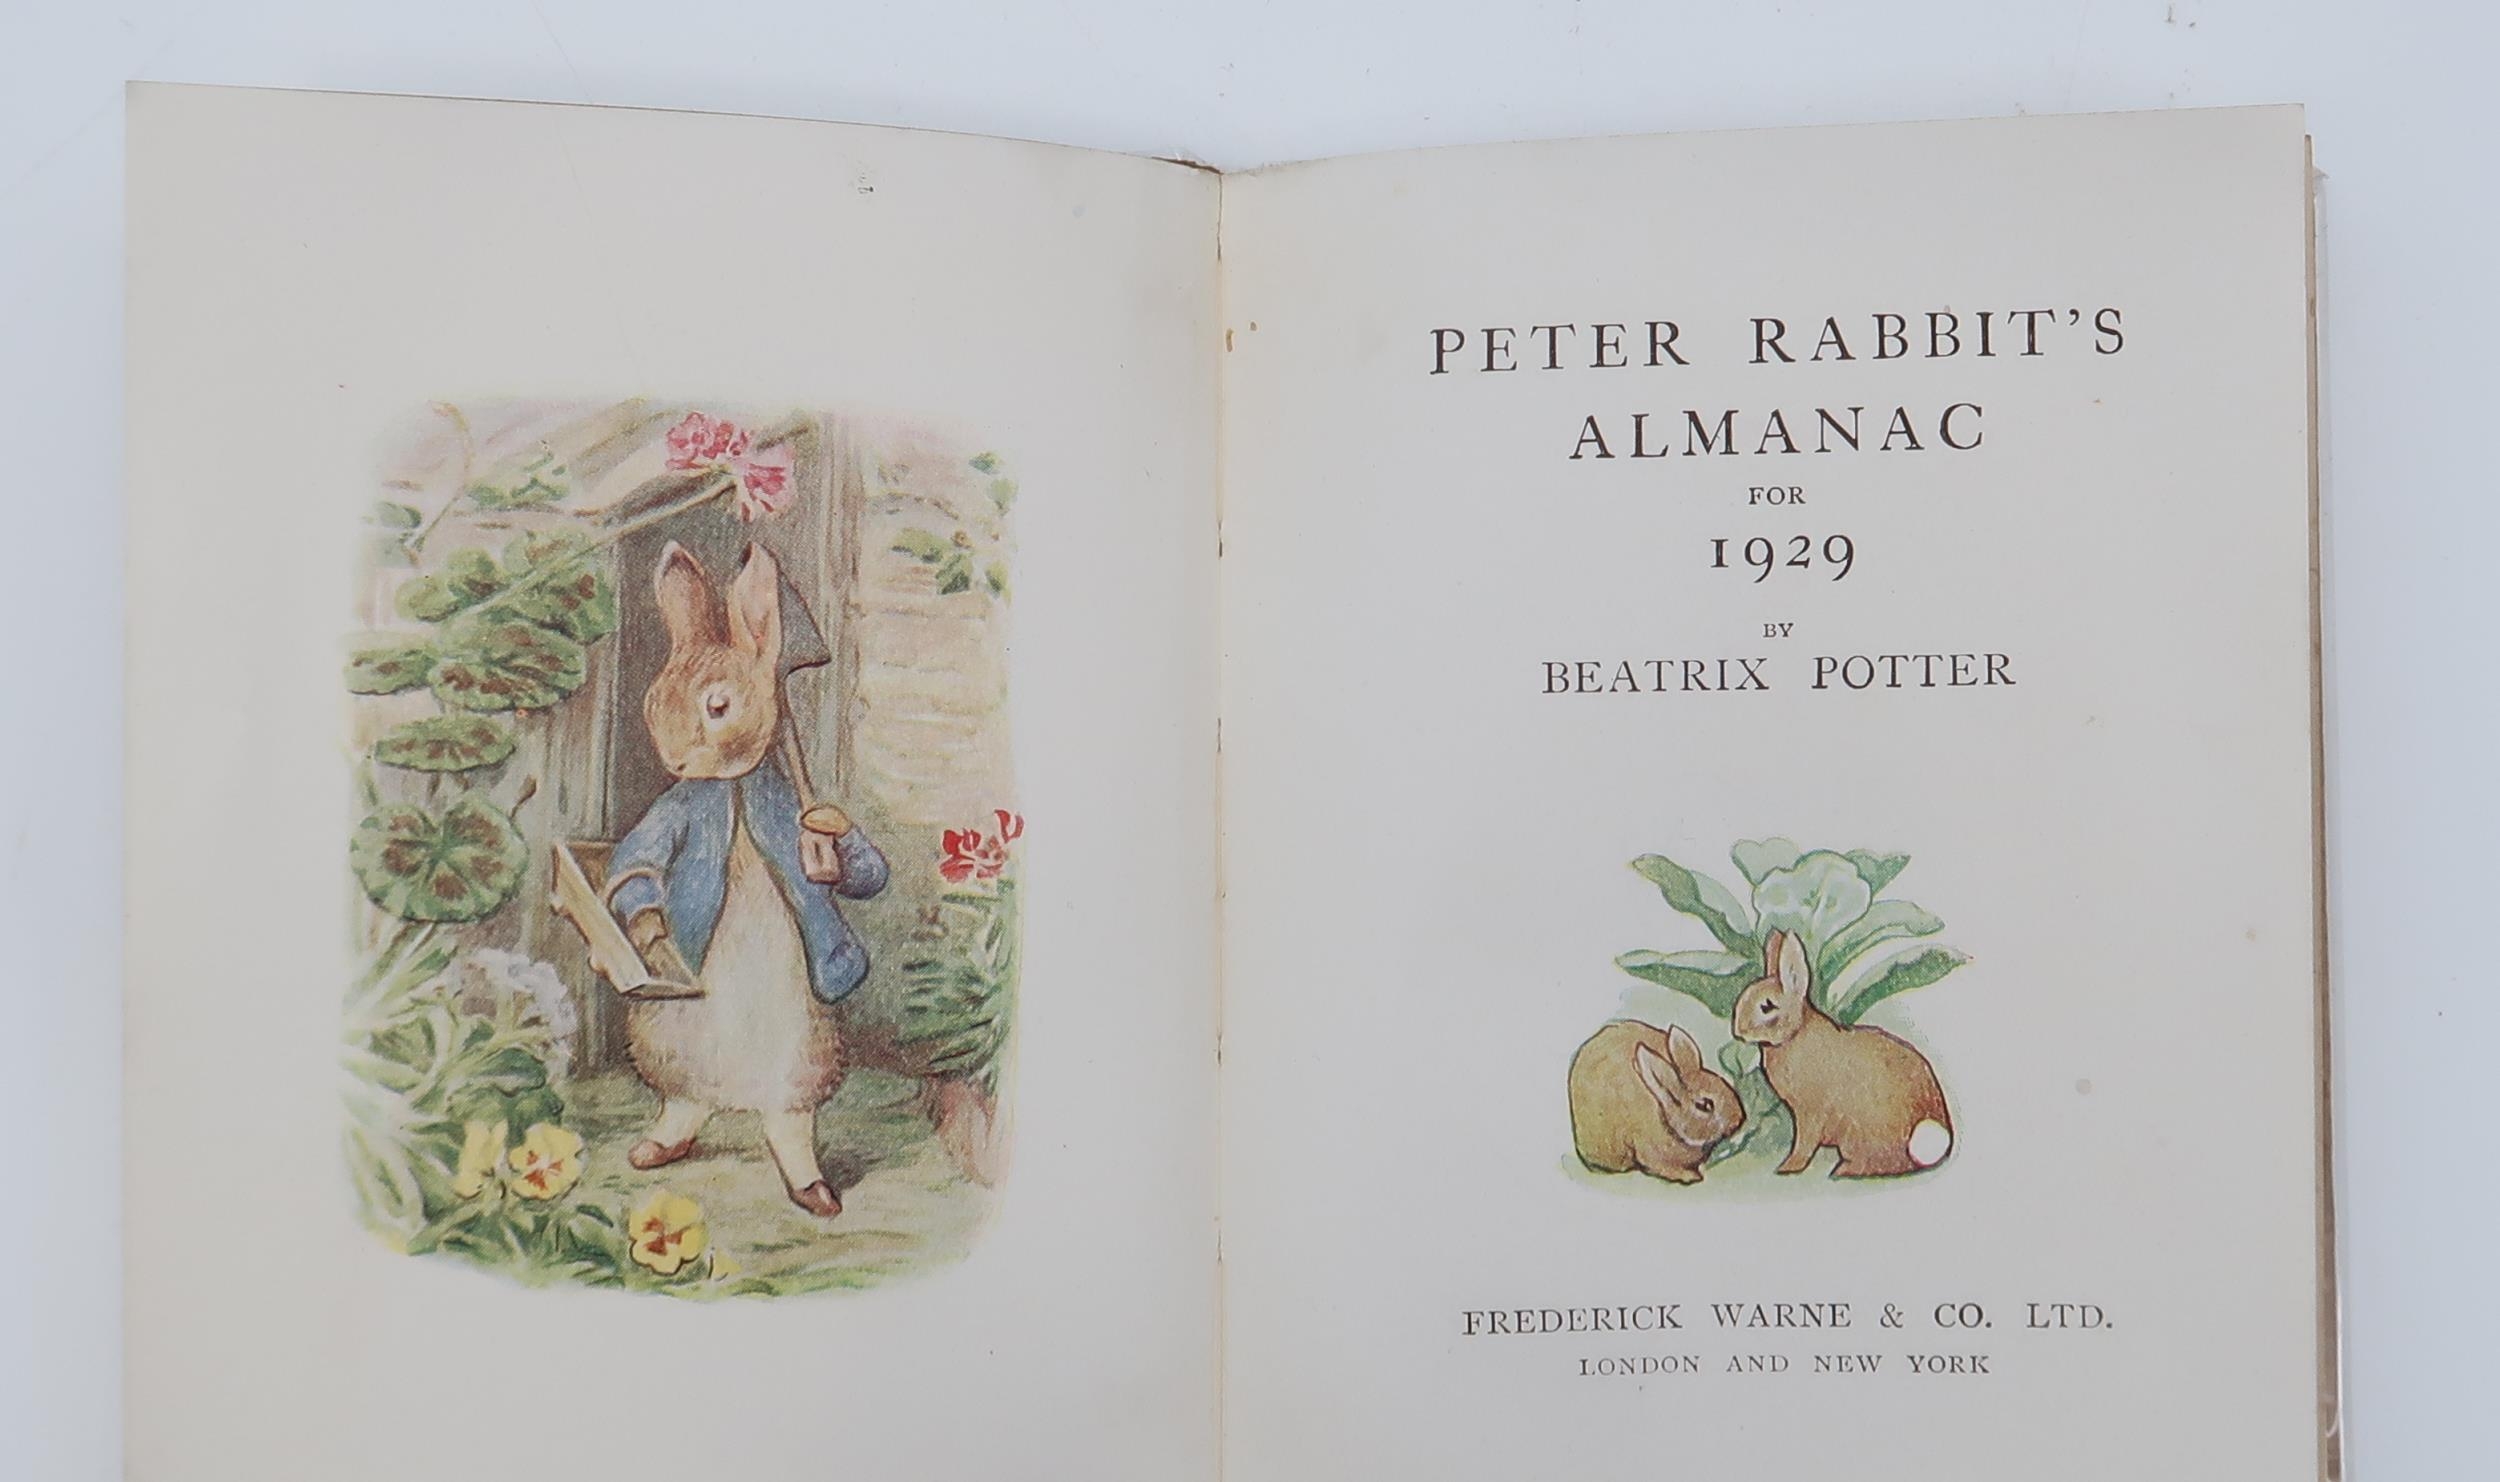 PETER RABBIT'S
ALMANAC
FOR
1929
BY
BEATRIX POTTER
FREDERICK WARNE & CO. LTD.
LONDON AND NEW YORK